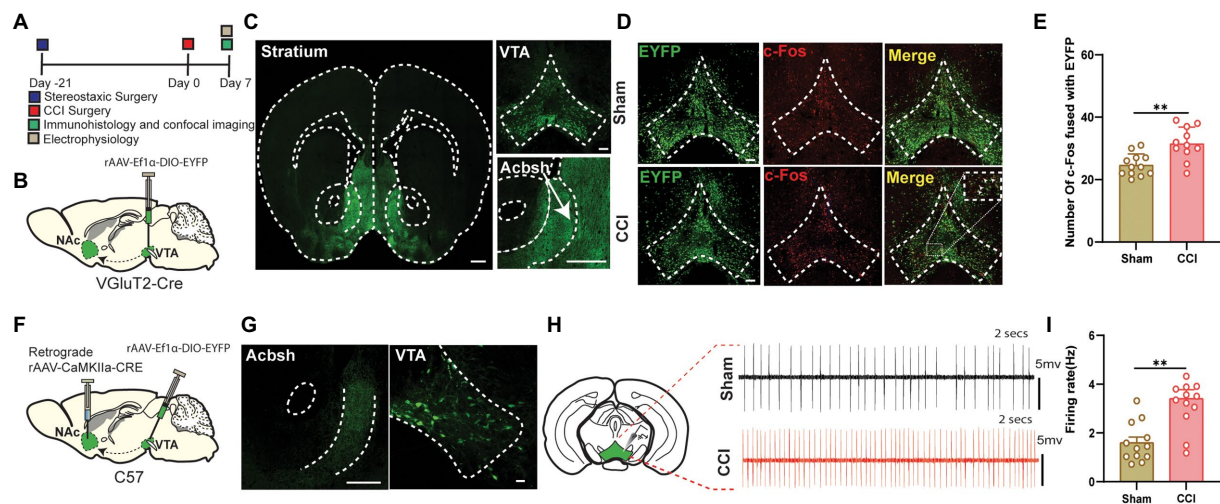 A
Day -21
Day 0
Day 7
Stereostaxic Surgery
CCI Surgery
Immunohistology and confocal imaging
Electrophysiology
B
rAAV-Ef1α-DIO-EYFP
NAc
VTA
VGluT2-Cre
C
Stratium
VTA
Acbsh
D
EYFP
c-Fos
Merge
Sham
EYFP
c-Fos
Merge
CCI
E
Number Of c-Fos fused with EYFP
60
40
20
0
**
Sham
CCI
F
Retrograde
rAAV-CaMKIIa-CRE
rAAV-Ef1α-DIO-EYFP
NAc
VTA
C57
G
Acbsh
VTA
H
Sham
2 secs
5mv
CCI
2 secs
5mv
I
Firing rate(Hz)
6
4
2
0
**
Sham
CCI